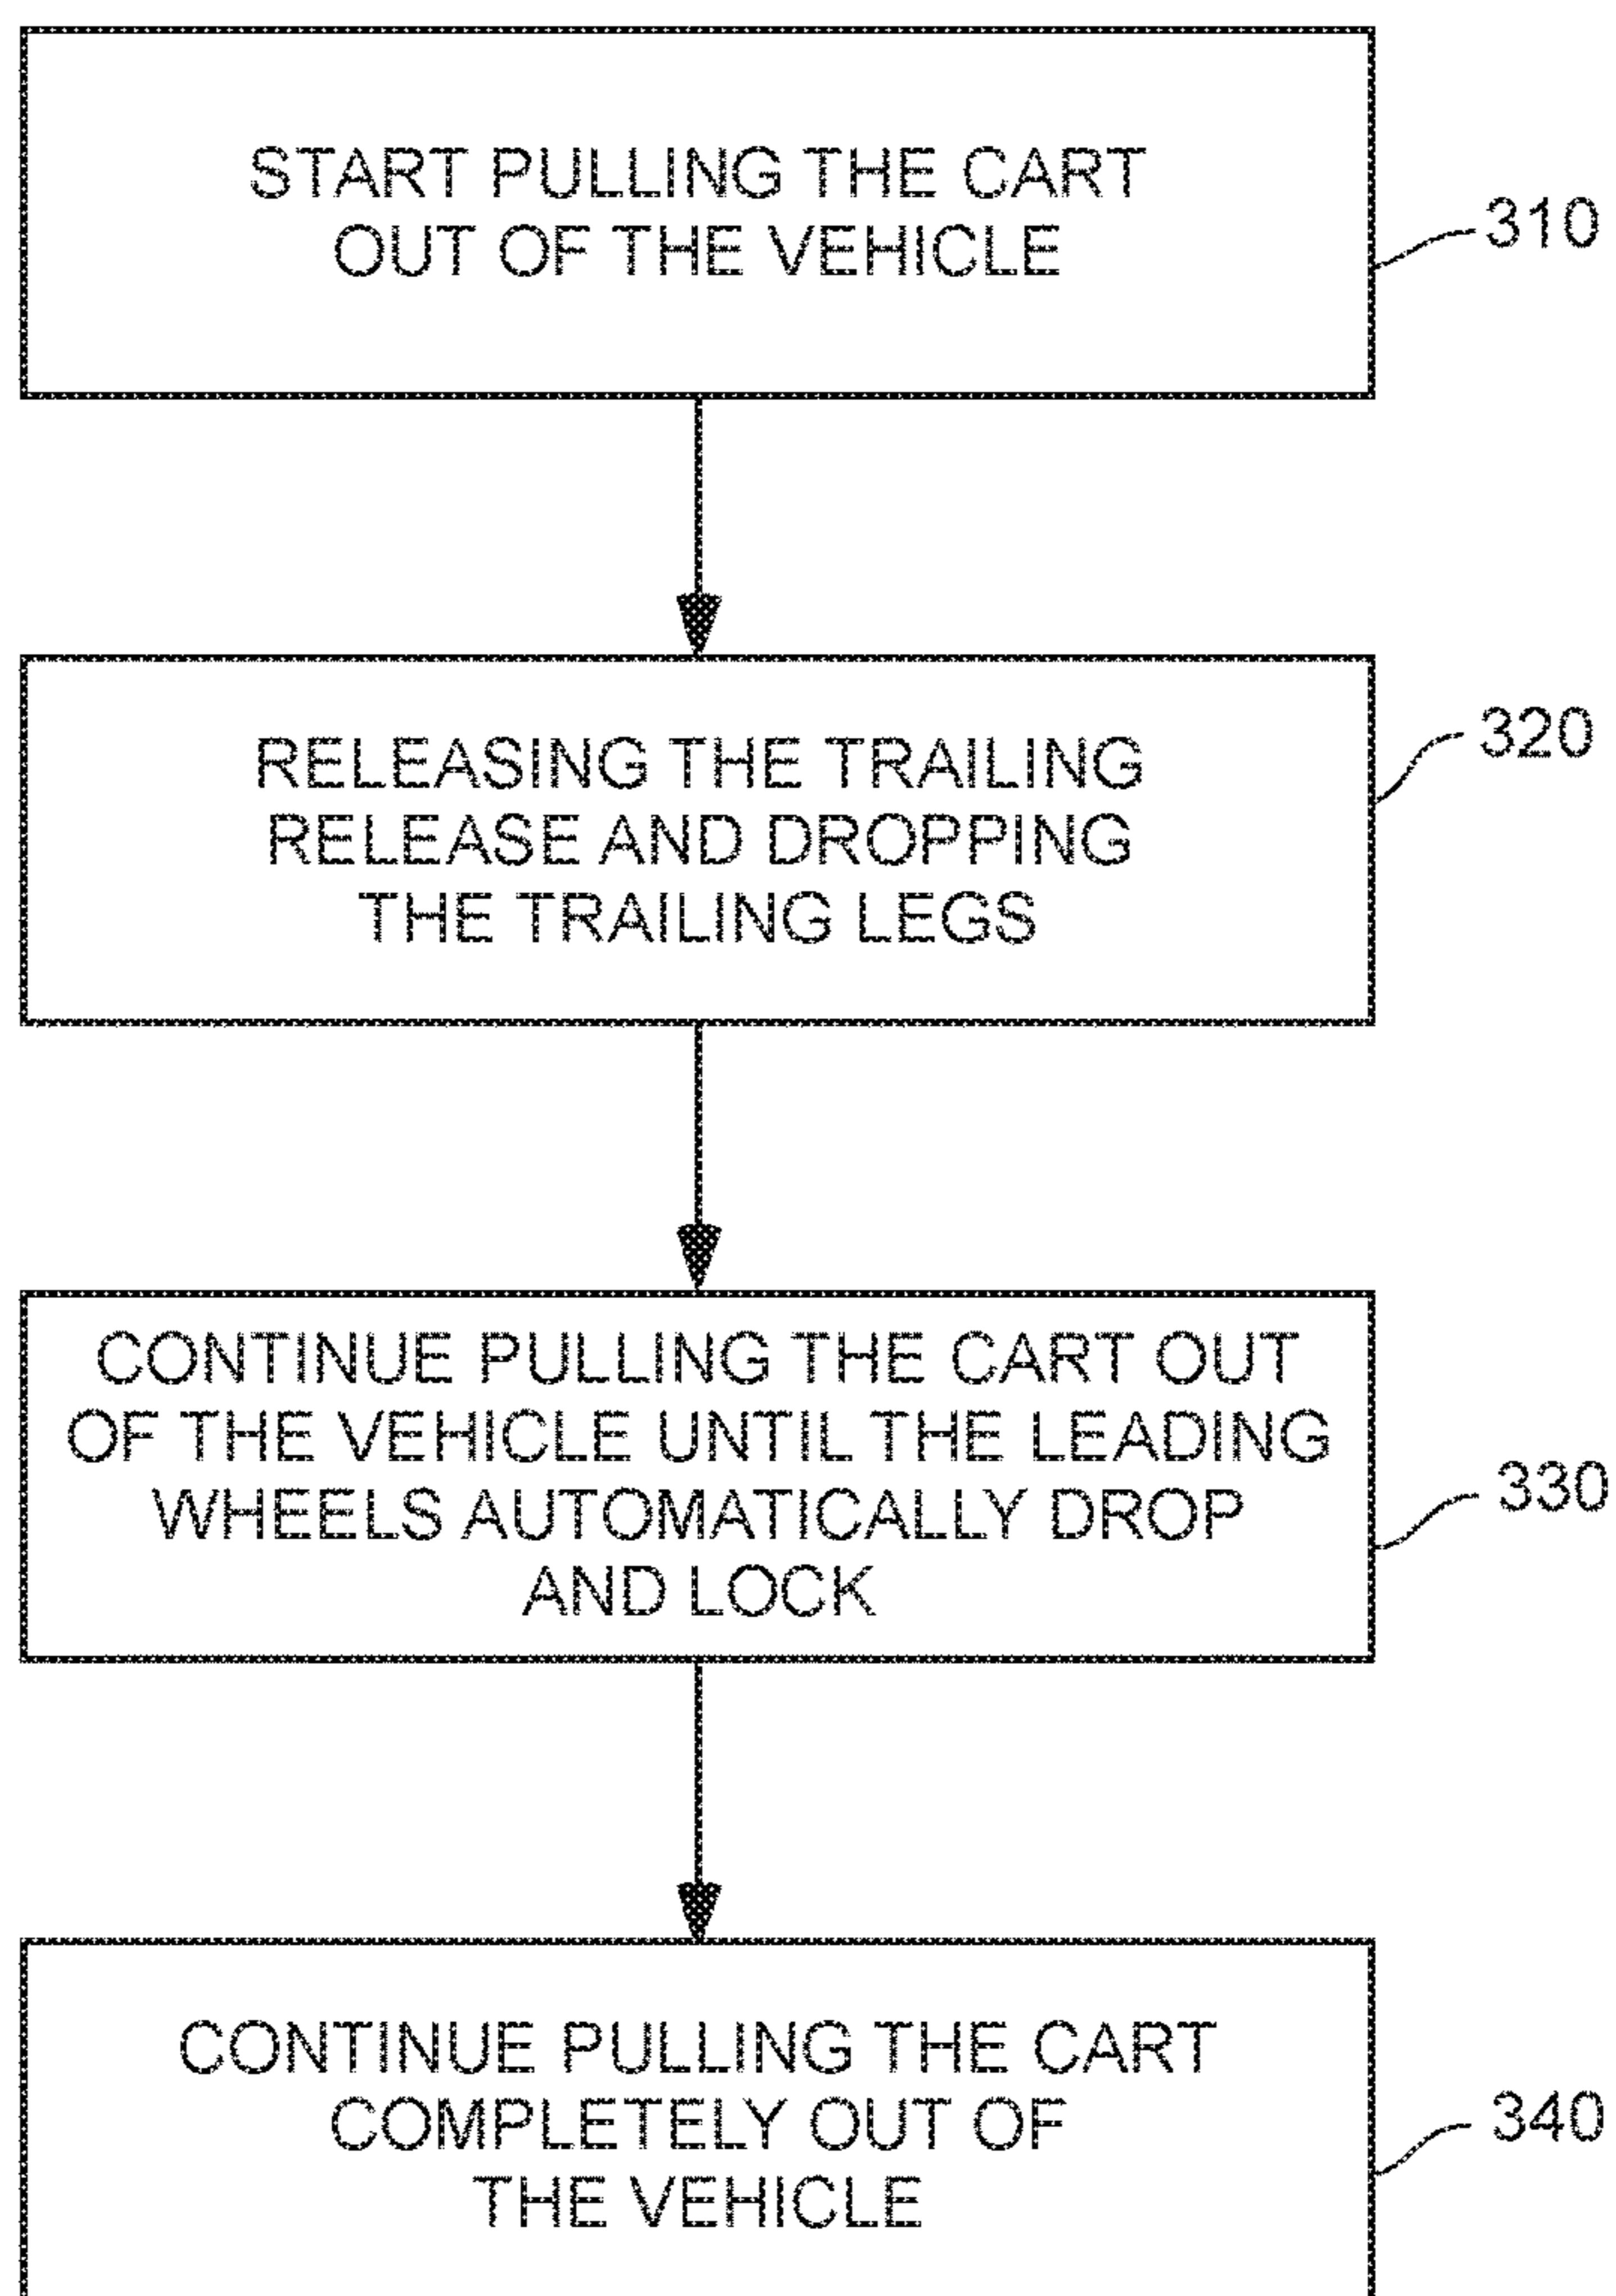 START PULLING THE CART
OUT OF THE VEHICLE
310
RELEASING THE TRAILING
RELEASE AND DROPPING
THE TRAILING LEGS
320
CONTINUE PULLING THE CART OUT
OF THE VEHICLE UNTIL THE LEADING
WHEELS AUTOMATICALLY DROP
AND LOCK
330
CONTINUE PULLING THE CART
COMPLETELY OUT OF
THE VEHICLE
340